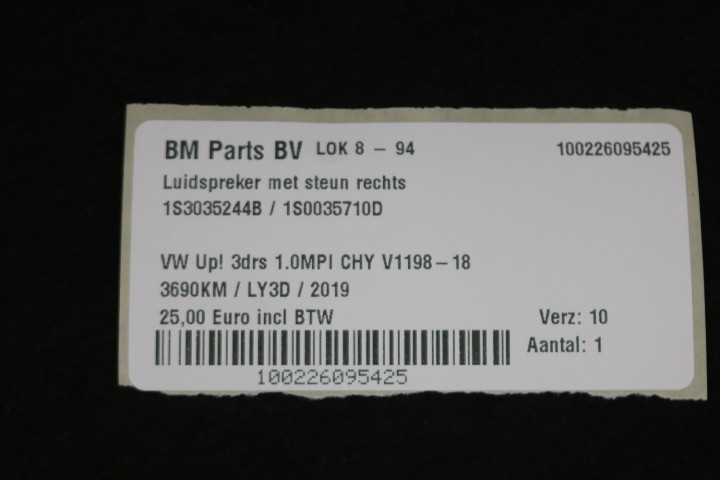 BM Parts BV LOK 8 – 94 100226095425
Luidspreker met steun rechts
1S3035244B / 1S0035710D
VW Up! 3drs 1.0MPI CHY V1198–18
3690KM / LY3D / 2019
25,00 Euro incl BTW Verz: 10
Aantal: 1
100226095425